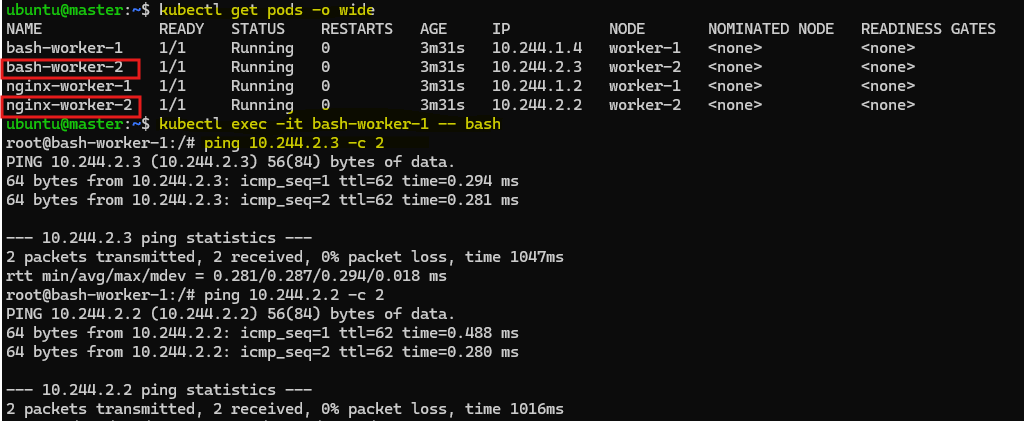 ubuntu@master:~$ kubectl get pods -o wide
NAME READY STATUS RESTARTS AGE IP NODE NOMINATED NODE READINESS GATES
bash-worker-1 1/1 Running 0 3m31s 10.244.1.4 worker-1 <none> <none>
bash-worker-2 1/1 Running 0 3m31s 10.244.2.3 worker-2 <none> <none>
nginx-worker-1 1/1 Running 0 3m31s 10.244.1.2 worker-1 <none> <none>
nginx-worker-2 1/1 Running 0 3m31s 10.244.2.2 worker-2 <none> <none>
ubuntu@master:~$ kubectl exec -it bash-worker-1 -- bash
root@bash-worker-1:/# ping 10.244.2.3 -c 2
PING 10.244.2.3 (10.244.2.3) 56(84) bytes of data.
64 bytes from 10.244.2.3: icmp_seq=1 ttl=62 time=0.294 ms
64 bytes from 10.244.2.3: icmp_seq=2 ttl=62 time=0.281 ms
--- 10.244.2.3 ping statistics ---
2 packets transmitted, 2 received, 0% packet loss, time 1047ms
rtt min/avg/max/mdev = 0.281/0.287/0.294/0.018 ms
root@bash-worker-1:/# ping 10.244.2.2 -c 2
PING 10.244.2.2 (10.244.2.2) 56(84) bytes of data.
64 bytes from 10.244.2.2: icmp_seq=1 ttl=62 time=0.488 ms
64 bytes from 10.244.2.2: icmp_seq=2 ttl=62 time=0.280 ms
--- 10.244.2.2 ping statistics ---
2 packets transmitted, 2 received, 0% packet loss, time 1016ms